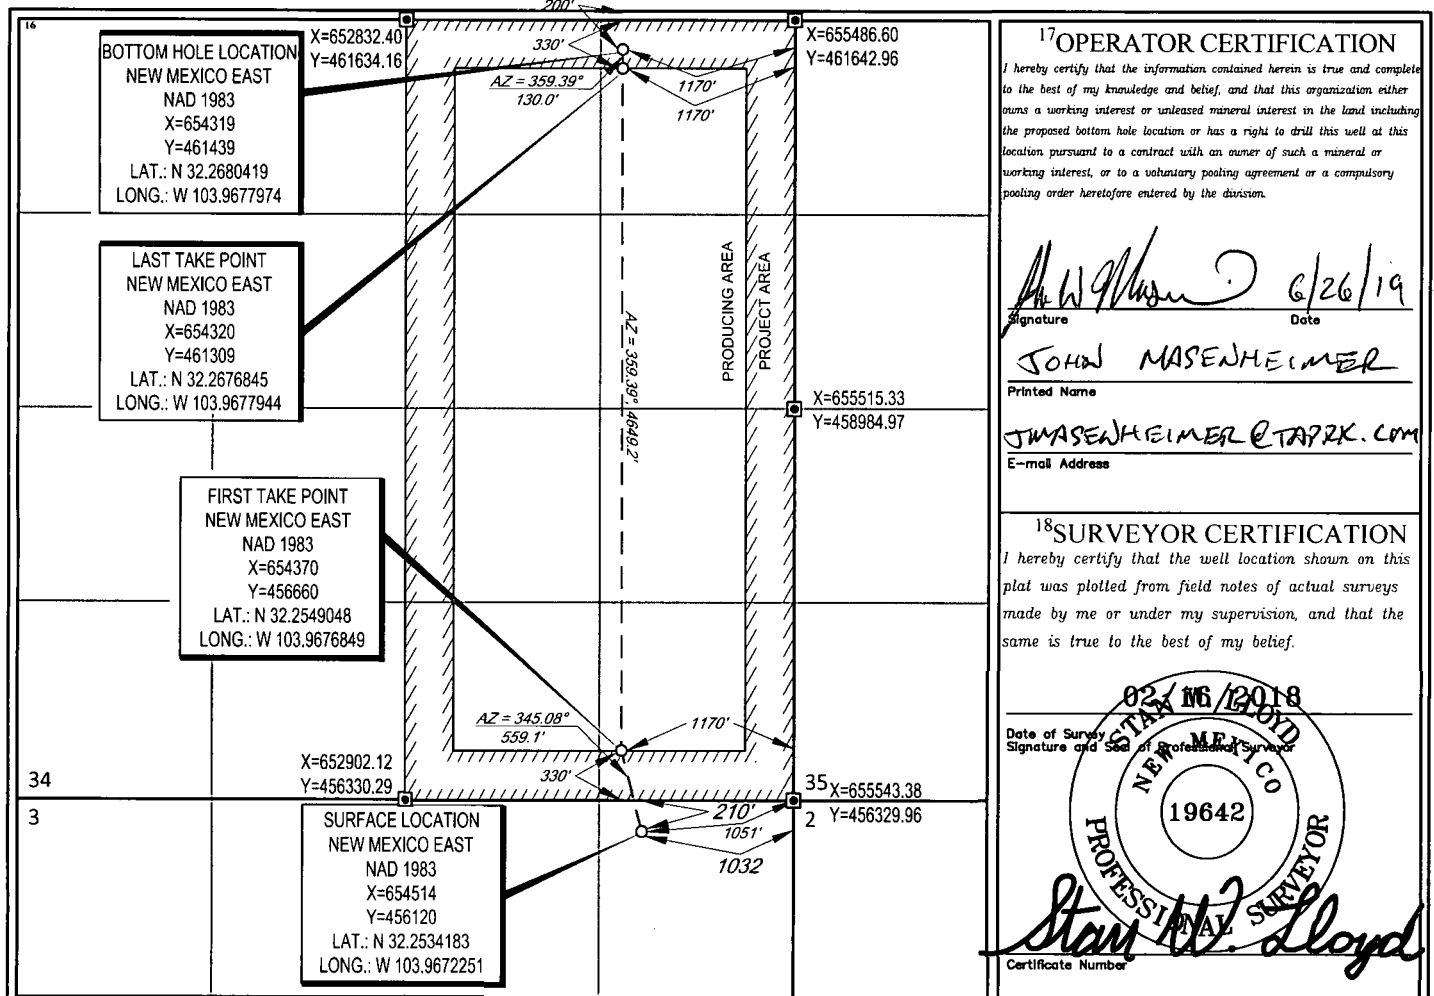 16
200'
BOTTOM HOLE LOCATION
NEW MEXICO EAST
NAD 1983
X=654319
Y=461439
LAT.: N 32.2680419
LONG.: W 103.9677974
X=652832.40
Y=461634.16
330'
AZ = 359.39°
130.0'
1170'
1170'
X=655486.60
Y=461642.96
LAST TAKE POINT
NEW MEXICO EAST
NAD 1983
X=654320
Y=461309
LAT.: N 32.2676845
LONG.: W 103.9677944
PRODUCING AREA
PROJECT AREA
AZ = 359.39°, 4649.2'
X=655515.33
Y=458984.97
FIRST TAKE POINT
NEW MEXICO EAST
NAD 1983
X=654370
Y=456660
LAT.: N 32.2549048
LONG.: W 103.9676849
AZ = 345.08°
559.1'
1170'
330'
X=652902.12
Y=456330.29
34
3
35
2
X=655543.38
Y=456329.96
210'
1051'
1032
SURFACE LOCATION
NEW MEXICO EAST
NAD 1983
X=654514
Y=456120
LAT.: N 32.2534183
LONG.: W 103.9672251
17 OPERATOR CERTIFICATION
I hereby certify that the information contained herein is true and complete
to the best of my knowledge and belief, and that this organization either
owns a working interest or unleased mineral interest in the land including
the proposed bottom hole location or has a right to drill this well at this
location pursuant to a contract with an owner of such a mineral or
working interest, or to a voluntary pooling agreement or a compulsory
pooling order heretofore entered by the division.
6/26/19
Signature Date
JOHN MASENHEIMER
Printed Name
JMASENHEIMER@TAPRK.COM
E-mail Address
18 SURVEYOR CERTIFICATION
I hereby certify that the well location shown on this
plat was plotted from field notes of actual surveys
made by me or under my supervision, and that the
same is true to the best of my belief.
02/16/2018
Date of Survey
Signature and Seal of Professional Surveyor
STAN W. LLOYD
NEW MEXICO
19642
PROFESSIONAL SURVEYOR
Stan W. Lloyd
Certificate Number